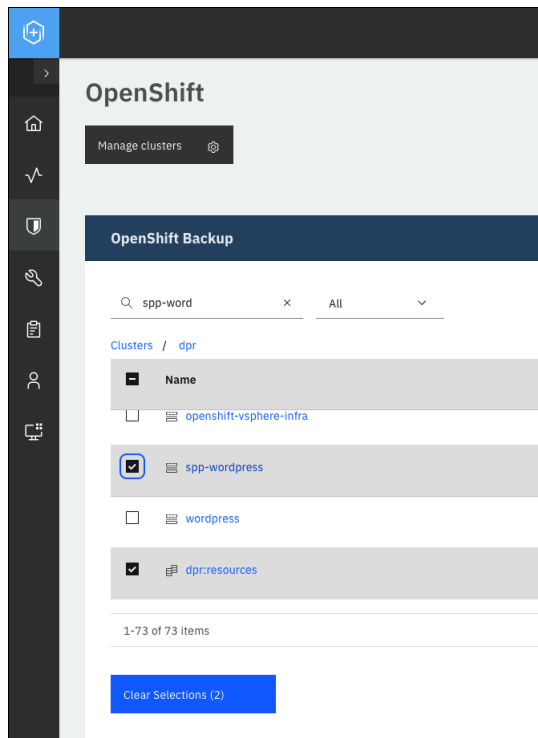 OpenShift
Manage clusters
OpenShift Backup
spp-word
All
Clusters / dpr
Name
openshift-vsphere-infra
spp-wordpress
wordpress
dpr:resources
1-73 of 73 items
Clear Selections (2)